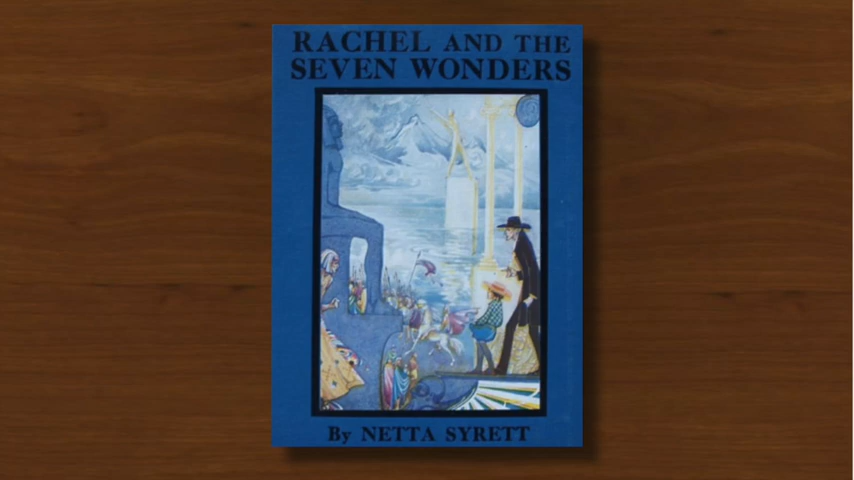 RACHEL AND THE
SEVEN WONDERS
By NETTA SYRETT